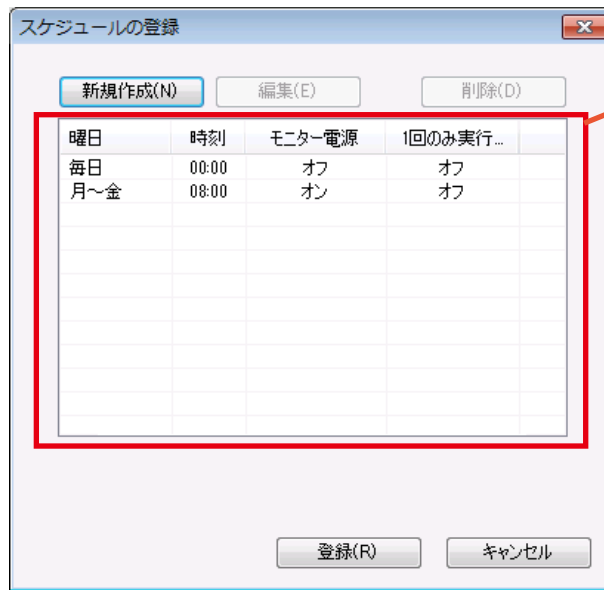 スケジュールの登録
新規作成(N) 編集(E) 削除(D)
曜日 時刻 モニター電源 1回のみ実行...
毎日 00:00 オフ オフ
月～金 08:00 オン オフ
登録(R) キャンセル